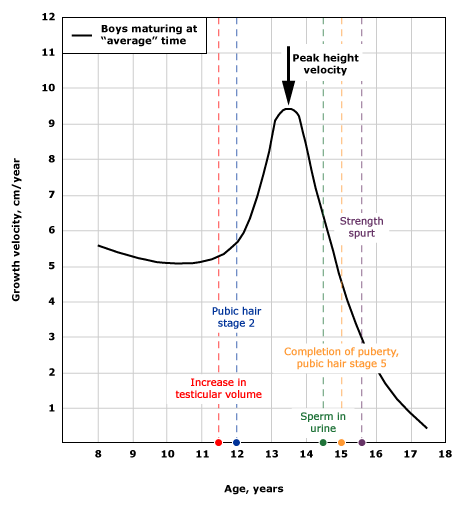 12
11
10
9
8
7
6
5
4
3
2
1
Growth velocity, cm/year
Boys maturing at
“average” time
Peak height
velocity
Strength
spurt
Pubic hair
stage 2
Completion of puberty,
pubic hair stage 5
Increase in
testicular volume
Sperm in
urine
8 9 10 11 12 13 14 15 16 17 18
Age, years